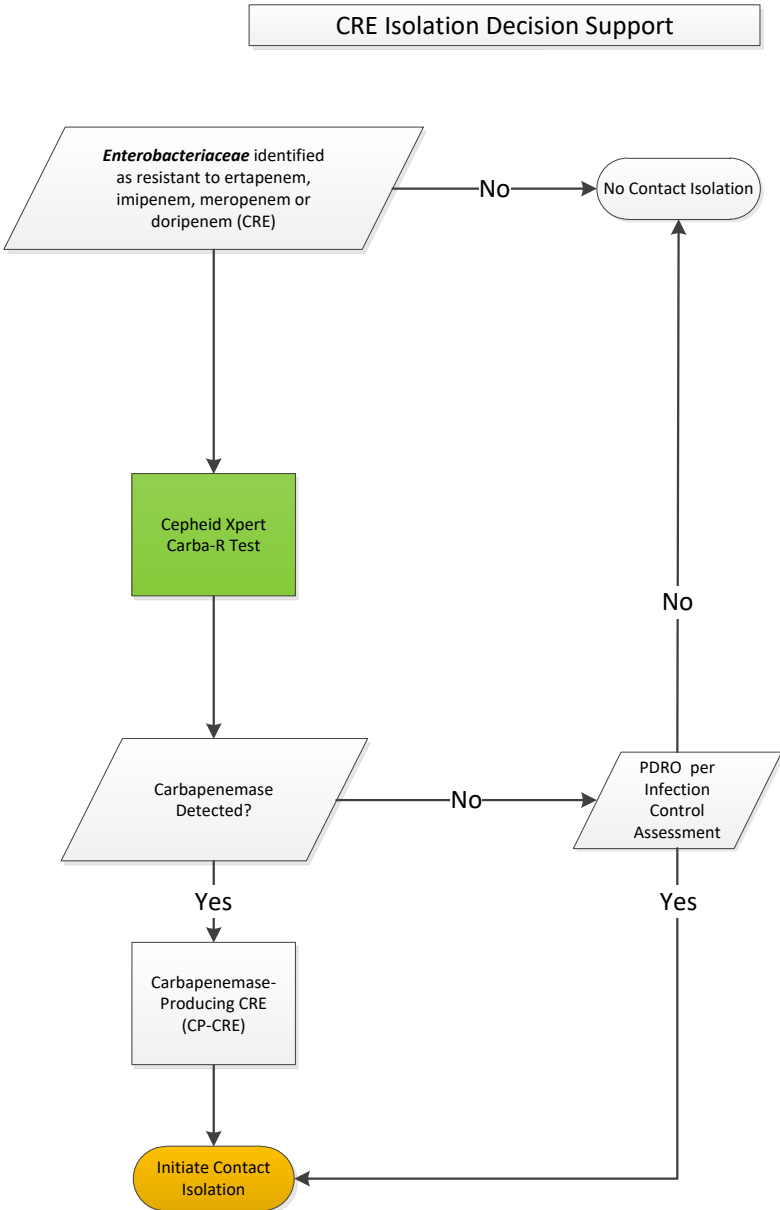 CRE Isolation Decision Support
Enterobacteriaceae identified
as resistant to ertapenem,
imipenem, meropenem or
doripenem (CRE)
No
No Contact Isolation
Cepheid Xpert
Carba-R Test
No
Carbapenemase
Detected?
No
PDRO per
Infection
Control
Assessment
Yes
Yes
Carbapenemase-
Producing CRE
(CP-CRE)
Initiate Contact
Isolation